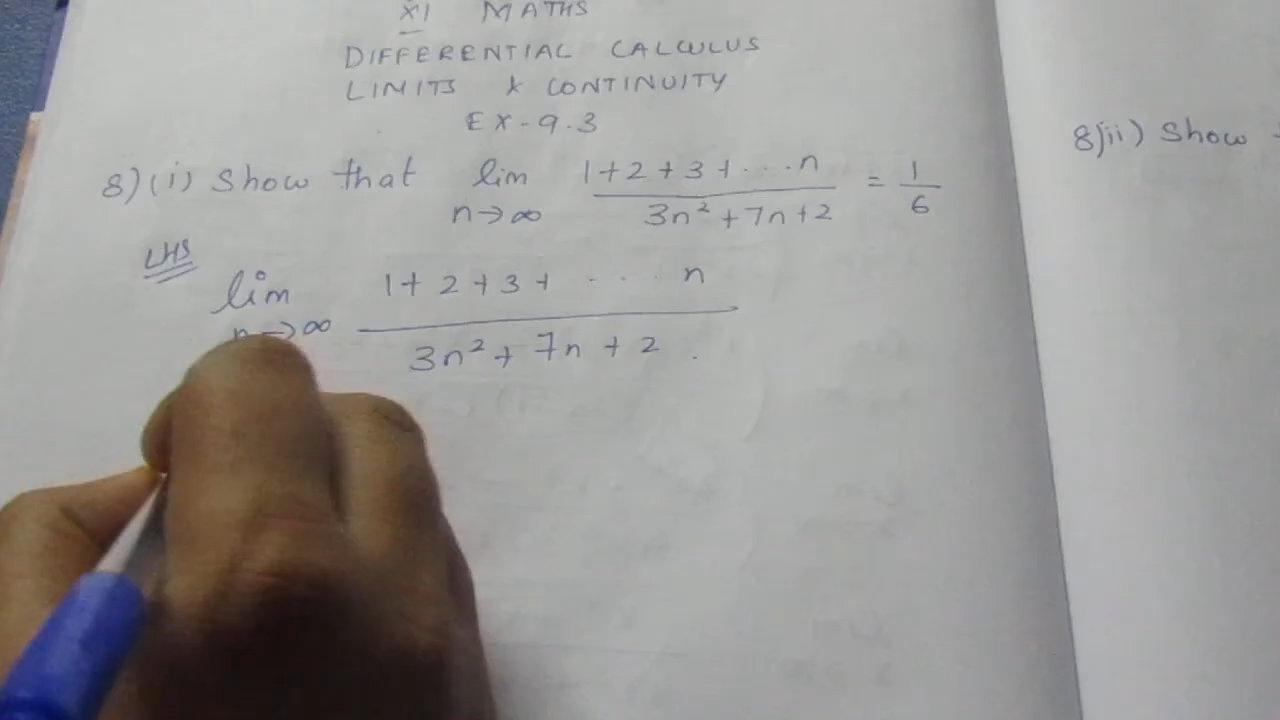 XI MATHS
DIFFERENTIAL CALCULUS
LIMITS & CONTINUITY
EX-9.3
8)(i) Show that lim n→∞ 1+2+3+...n / 3n²+7n+2 = 1/6
LHS
lim n→∞ 1+2+3+ .... n / 3n²+7n+2.
8)ii) Show